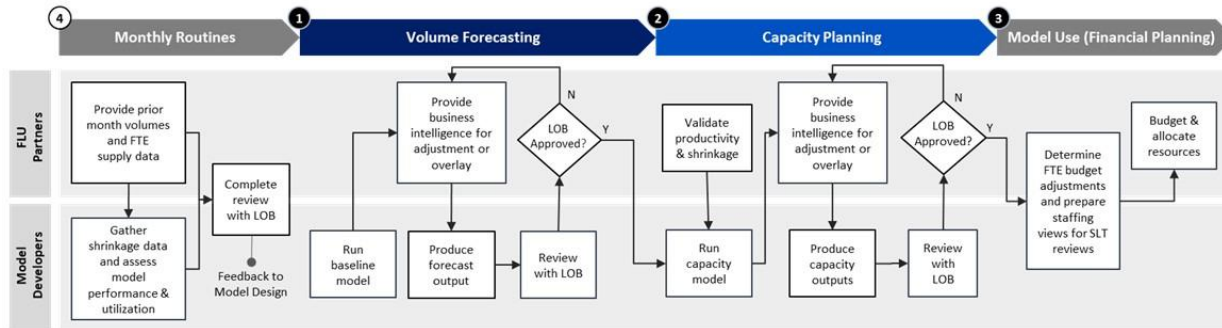 4
Monthly Routines
1
Volume Forecasting
2
Capacity Planning
3
Model Use (Financial Planning)
FLU
Partners
Provide prior
month volumes
and FTE
supply data
Complete
review
with LOB
Provide
business
intelligence for
adjustment or
overlay
N
LOB
Approved?
Y
Validate
productivity
& shrinkage
Provide
business
intelligence for
adjustment or
overlay
N
LOB
Approved?
Y
Determine
FTE budget
adjustments
and prepare
staffing
views for SLT
reviews
Budget &
allocate
resources
Model
Developers
Gather
shrinkage data
and assess
model
performance &
utilization
Feedback to
Model Design
Run
baseline
model
Produce
forecast
output
Review
with LOB
Run
capacity
model
Produce
capacity
outputs
Review
with
LOB